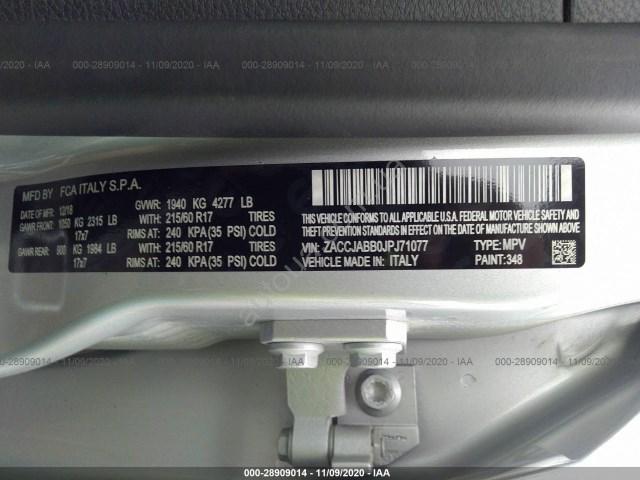 000-28909014 - 11/09/2020 - IAA
MFD BY FCA ITALY S.P.A.
DATE OF MFR 12/18 GVWR: 1940 KG 4277 LB
GAWR FRONT: 1050 KG 2315 LB WITH: 215/60 R17 TIRES
17x7 RIMS AT: 240 KPA(35 PSI) COLD
GAWR REAR: 900 KG 1984 LB WITH: 215/60 R17 TIRES
17x7 RIMS AT: 240 KPA(35 PSI) COLD
THIS VEHICLE CONFORMS TO ALL APPLICABLE U.S.A. FEDERAL MOTOR VEHICLE SAFETY, BUMPER AND
THEFT PREVENTION STANDARDS IN EFFECT ON THE DATE OF MANUFACTURE SHOWN ABOVE.
VIN: ZACCJABB0JPJ71077 TYPE: MPV
VEHICLE MADE IN: ITALY PAINT: 348
000-28909014 - 11/09/2020 - IAA
000-28909014 - 11/09/2020 - IAA